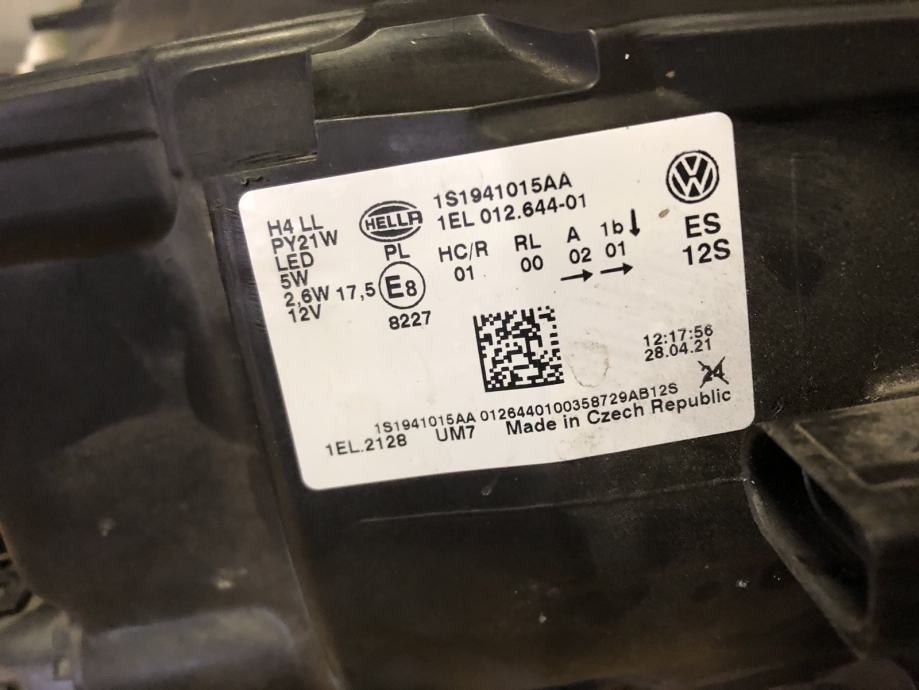 H4 LL
PY21W
LED
5W
2,6W 17,5
12V
HELLA
PL
E8
8227
1S1941015AA
1EL 012.644-01
HC/R RL A 1b ↓
01 00 02 01
→ →
VW
ES
12S
12:17:56
28.04.21
24
1S1941015AA 0126440100358729AB12S
1EL.2128 UM7 Made in Czech Republic